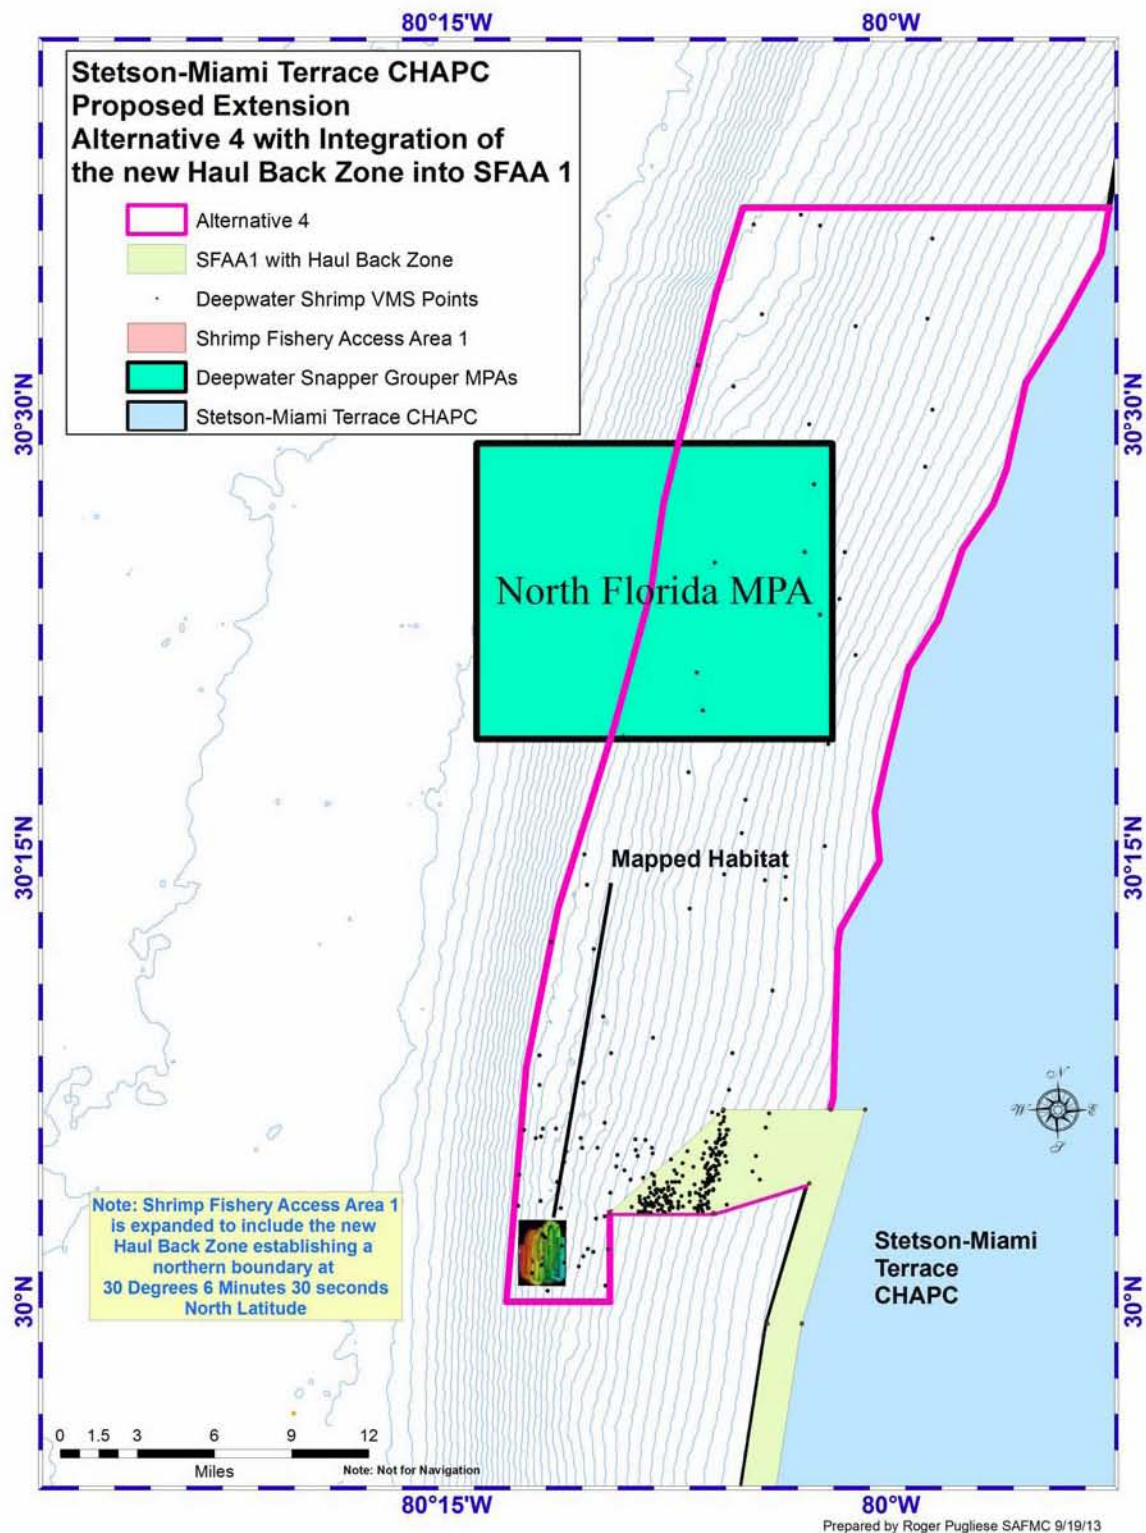 80°15'W
80°W
Stetson-Miami Terrace CHAPC
Proposed Extension
Alternative 4 with Integration of
the new Haul Back Zone into SFAA 1
Alternative 4
SFAA1 with Haul Back Zone
Deepwater Shrimp VMS Points
Shrimp Fishery Access Area 1
Deepwater Snapper Grouper MPAs
Stetson-Miami Terrace CHAPC
30°30'N
30°30'N
North Florida MPA
30°15'N
30°15'N
Mapped Habitat
N
W
E
S
Note: Shrimp Fishery Access Area 1
is expanded to include the new
Haul Back Zone establishing a
northern boundary at
30 Degrees 6 Minutes 30 seconds
North Latitude
Stetson-Miami
Terrace
CHAPC
30°N
30°N
0 1.5 3 6 9 12
Miles
Note: Not for Navigation
80°15'W
80°W
Prepared by Roger Pugliese SAFMC 9/19/13